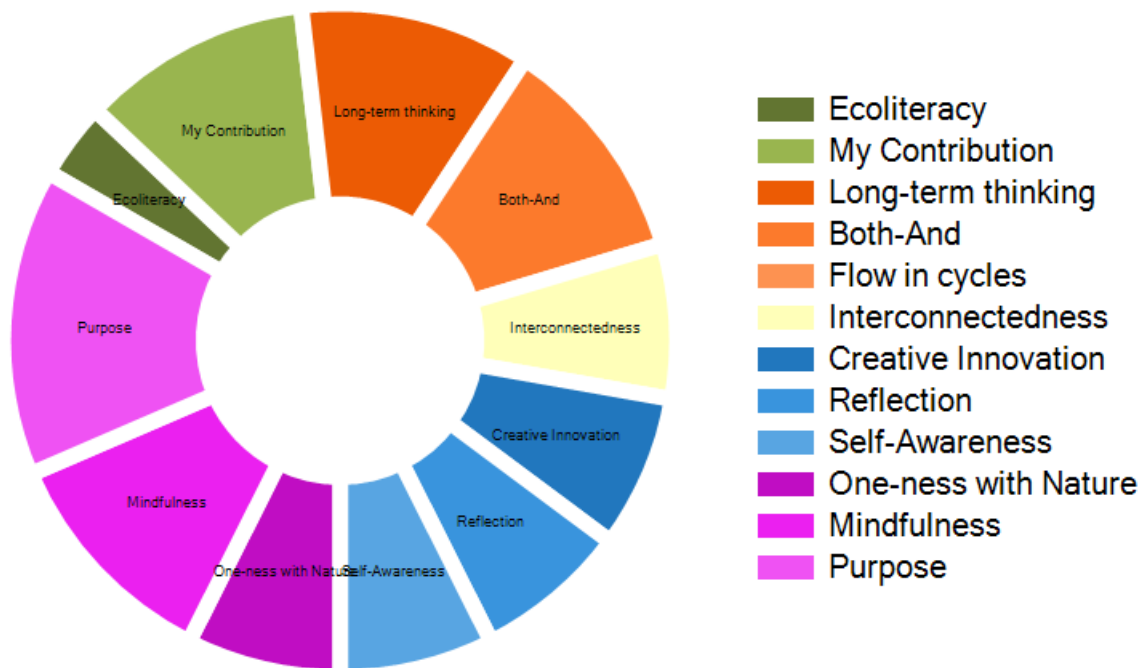 Long-term thinking
My Contribution
Both-And
Ecoliteracy
Purpose
Interconnectedness
Creative Innovation
Mindfulness
Reflection
One-ness with Nature
Self-Awareness
Ecoliteracy
My Contribution
Long-term thinking
Both-And
Flow in cycles
Interconnectedness
Creative Innovation
Reflection
Self-Awareness
One-ness with Nature
Mindfulness
Purpose